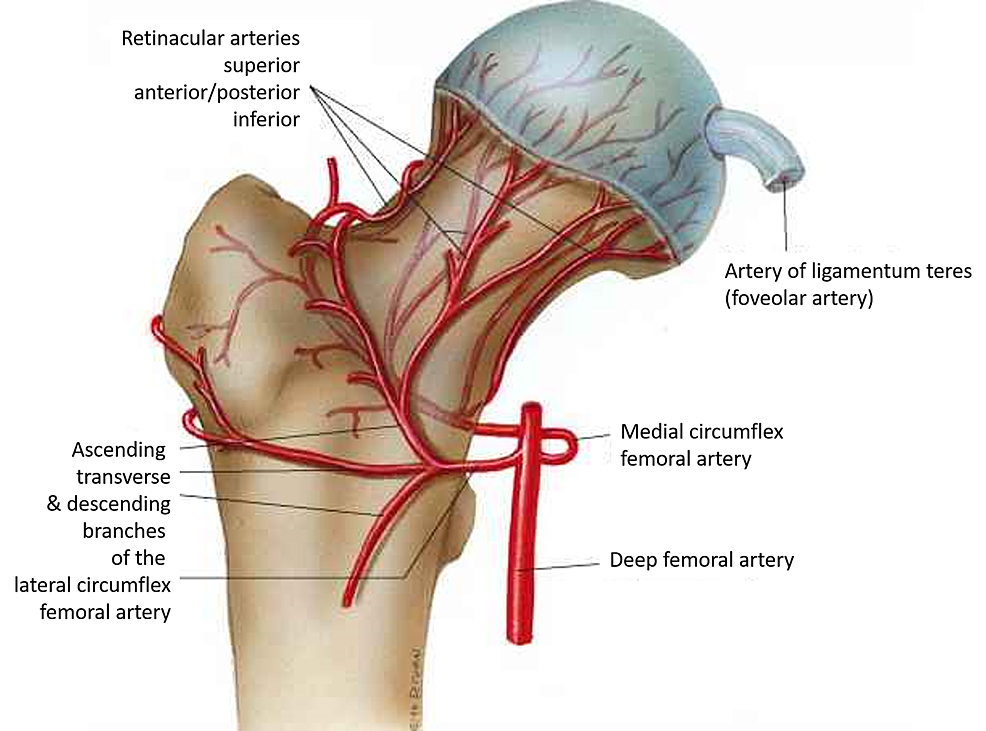 Retinacular arteries
superior
anterior/posterior
inferior
Artery of ligamentum teres
(foveolar artery)
Medial circumflex
femoral artery
Ascending
transverse
& descending
branches
of the
lateral circumflex
femoral artery
Deep femoral artery